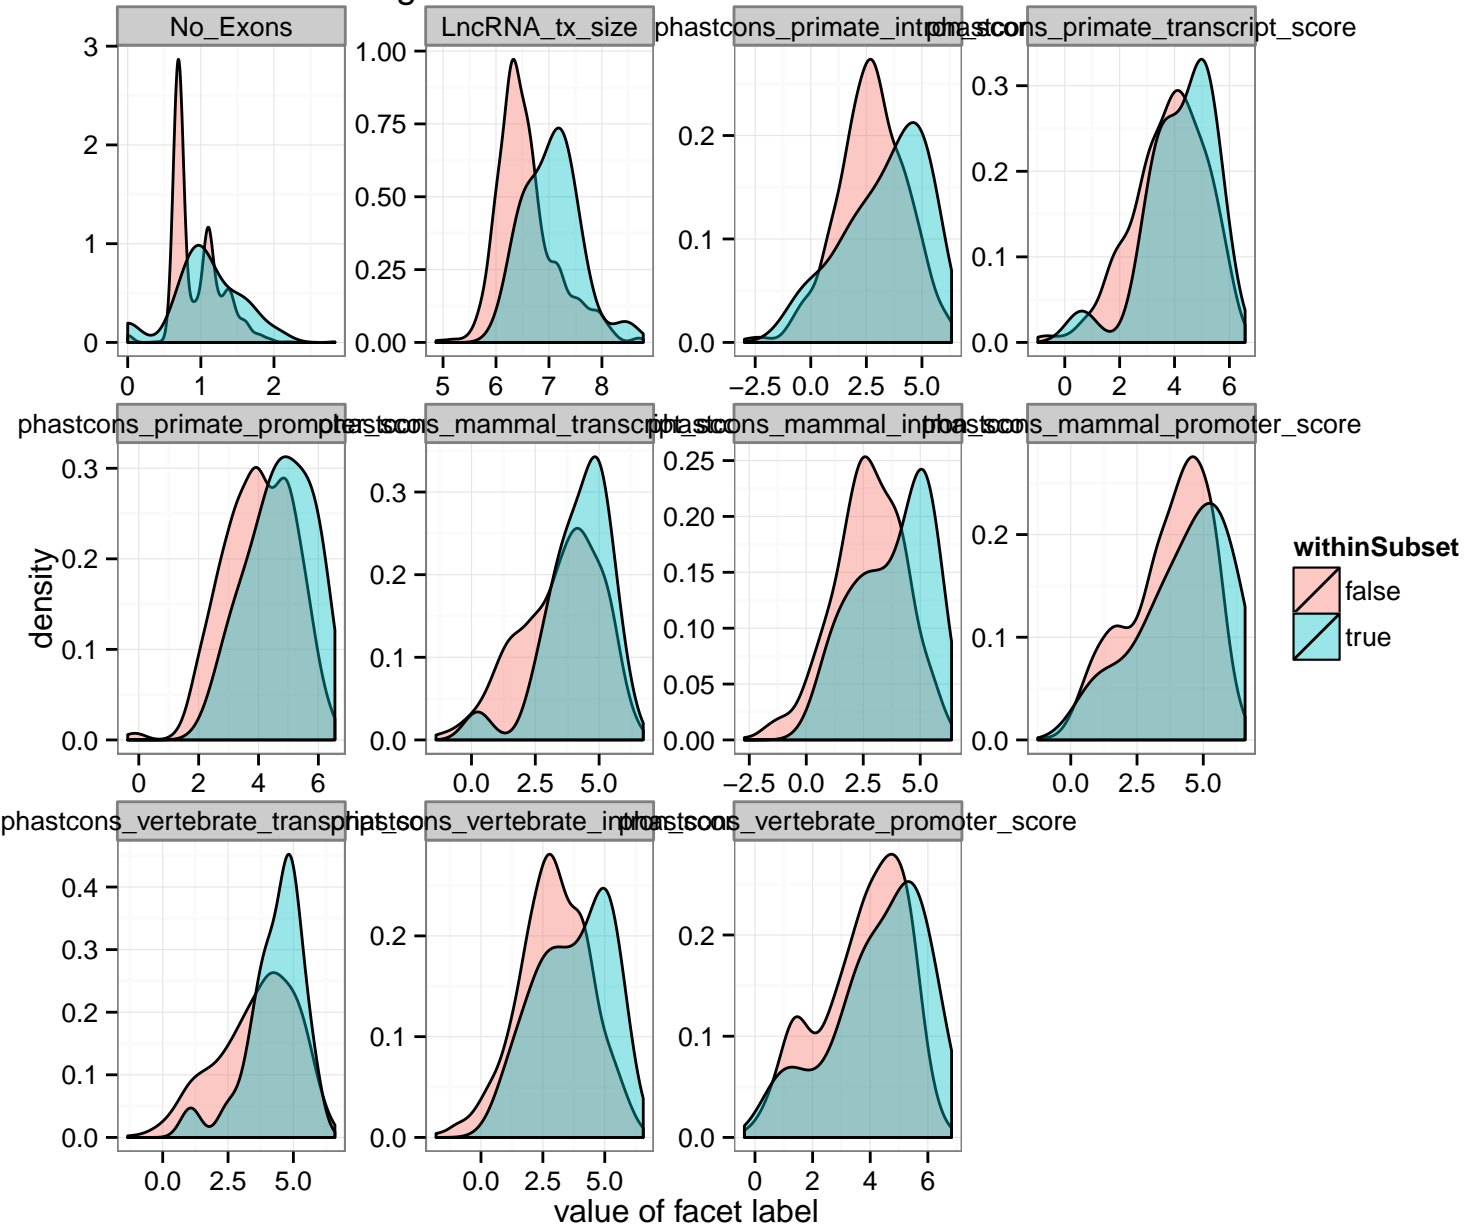 g
No_Exons LncRNA_tx_size phastcons_primate_intron_score phastcons_primate_transcript_score
3 2 1 0
1.00 0.75 0.50 0.25 0.00
0.2 0.1 0.0
0.3 0.2 0.1 0.0
0 1 2
5 6 7 8
−2.5 0.0 2.5 5.0
0 2 4 6
phastcons_primate_promoter_score phastcons_mammal_transcript_score phastcons_mammal_intron_score phastcons_mammal_promoter_score
0.3 0.2 0.1 0.0
0.3 0.2 0.1 0.0
0.25 0.20 0.15 0.10 0.05 0.00
0.2 0.1 0.0
0 2 4 6
0.0 2.5 5.0
−2.5 0.0 2.5 5.0
0.0 2.5 5.0
density
withinSubset
false
true
phastcons_vertebrate_transcript_score phastcons_vertebrate_intron_score phastcons_vertebrate_promoter_score
0.4 0.3 0.2 0.1 0.0
0.2 0.1 0.0
0.2 0.1 0.0
0.0 2.5 5.0
0.0 2.5 5.0
0 2 4 6
value of facet label